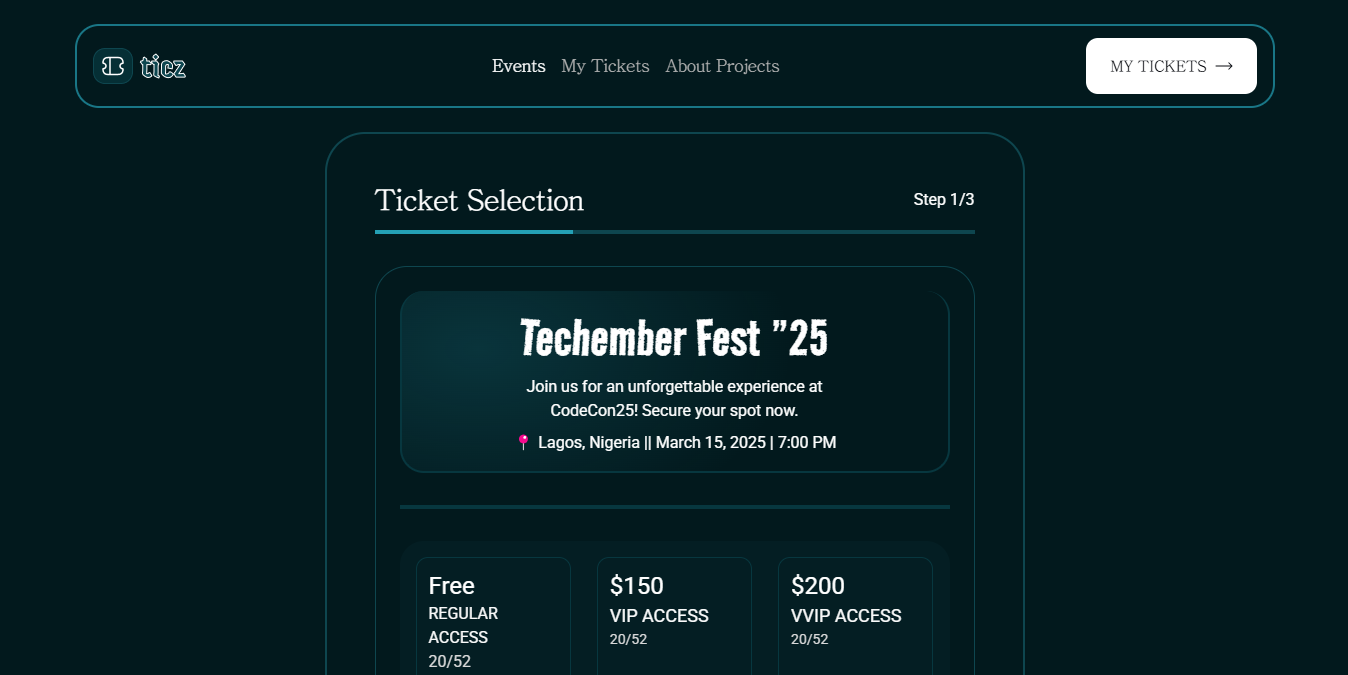 ticz
Events My Tickets About Projects
MY TICKETS →
Ticket Selection
Step 1/3
Techember Fest ”25
Join us for an unforgettable experience at
CodeCon25! Secure your spot now.
📍 Lagos, Nigeria || March 15, 2025 | 7:00 PM
Free
REGULAR
ACCESS
20/52
$150
VIP ACCESS
20/52
$200
VVIP ACCESS
20/52